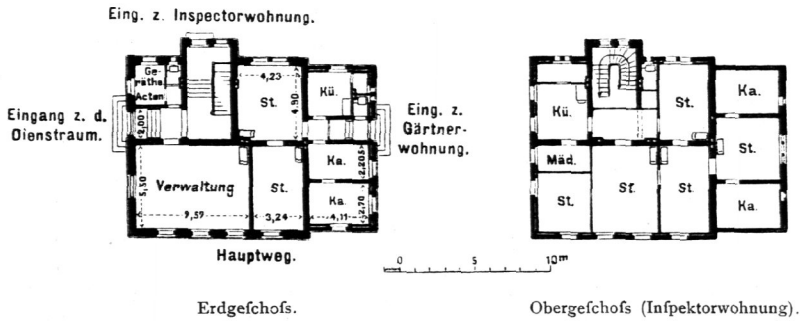 Eing. z. Inspectorwohnung.
Ge-
räthe
Acten
4,23
St.
4,90
Kü.
Eingang z. d.
Dienstraum.
2,00
Eing. z.
Gärtner-
wohnung.
Verwaltung
5,50
9,59
St.
3,24
Ka.
2,205
Ka.
4,11
2,70
Hauptweg.
Kü.
St.
Ka.
Mäd.
St.
St.
St.
St.
Ka.
0 5 10m
Erdgeſchoſs.
Obergeſchoſs (Inſpektorwohnung).